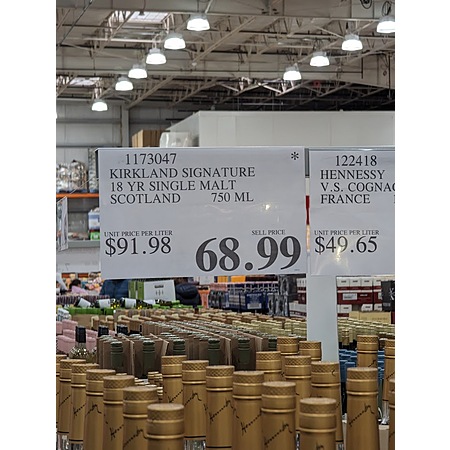 1173047 *
KIRKLAND SIGNATURE
18 YR SINGLE MALT
SCOTLAND 750 ML
UNIT PRICE PER LITER
$91.98
SELL PRICE
68.99
122418
HENNESSY
V.S. COGNAC
FRANCE
UNIT PRICE PER LITER
$49.65